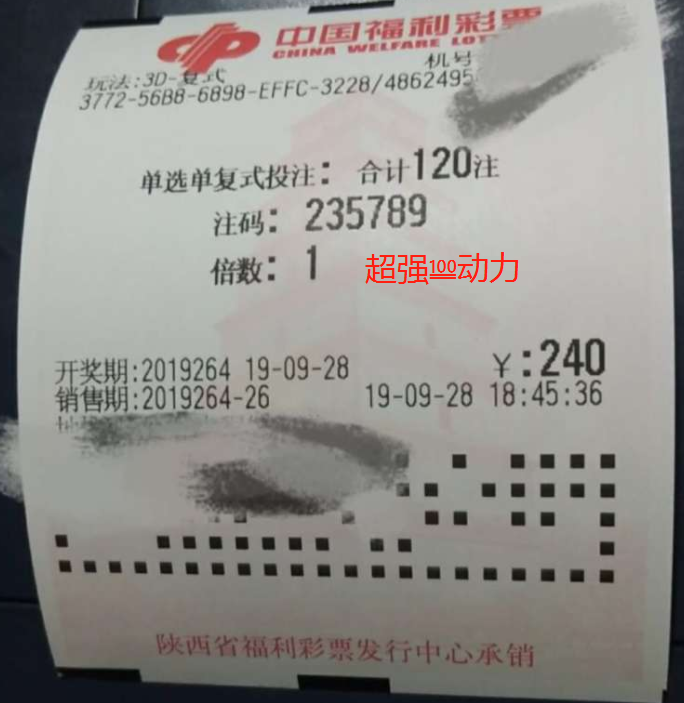 中国福利彩票
CHINA WELFARE LOT
玩法:3D-复式
机号
3772-56B8-6898-EFFC-3228/4862495
单选单复式投注: 合计120注
注码: 235789
倍数: 1
超强💯动力
开奖期:2019264 19-09-28
¥:240
销售期:2019264-26
19-09-28 18:45:36
陕西省福利彩票发行中心承销